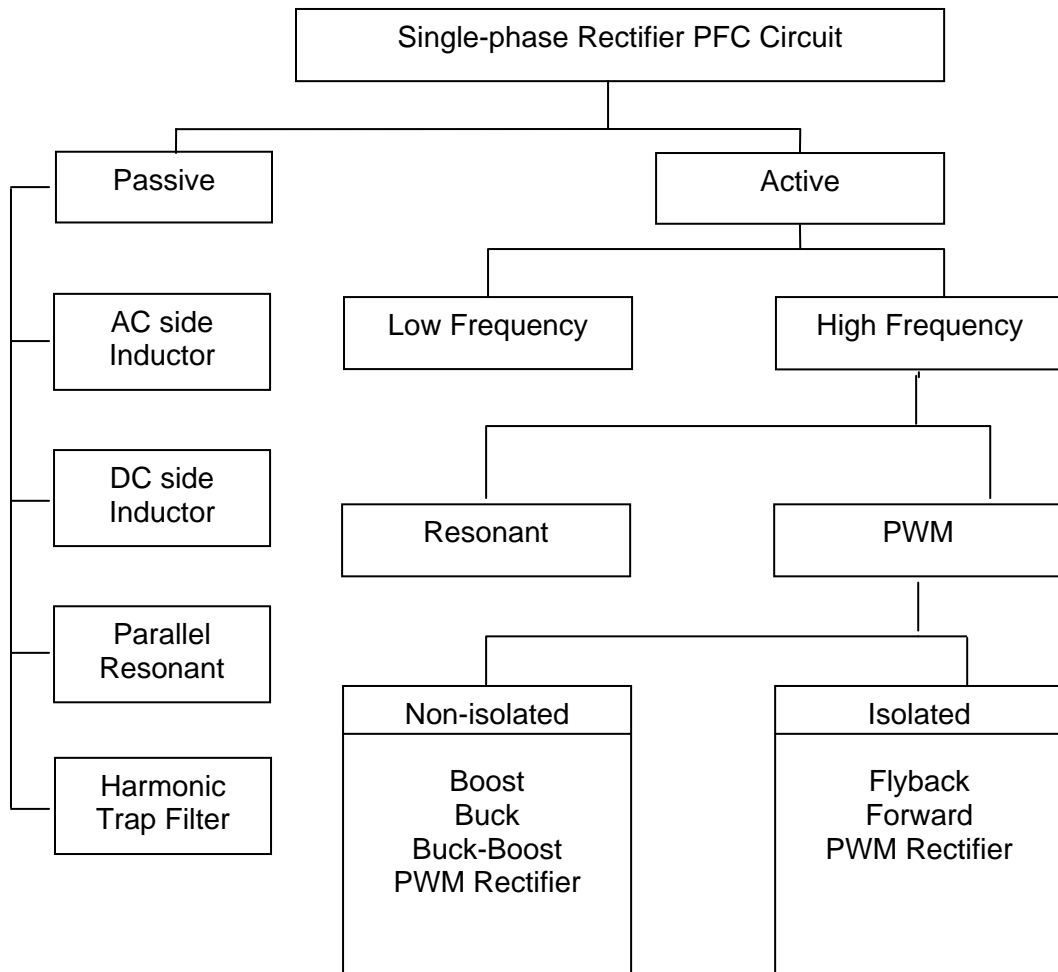 Single-phase Rectifier PFC Circuit
Passive
Active
AC side
Inductor
Low Frequency
High Frequency
DC side
Inductor
Resonant
PWM
Parallel
Resonant
Non-isolated
Isolated
Harmonic
Trap Filter
Boost
Buck
Buck-Boost
PWM Rectifier
Flyback
Forward
PWM Rectifier